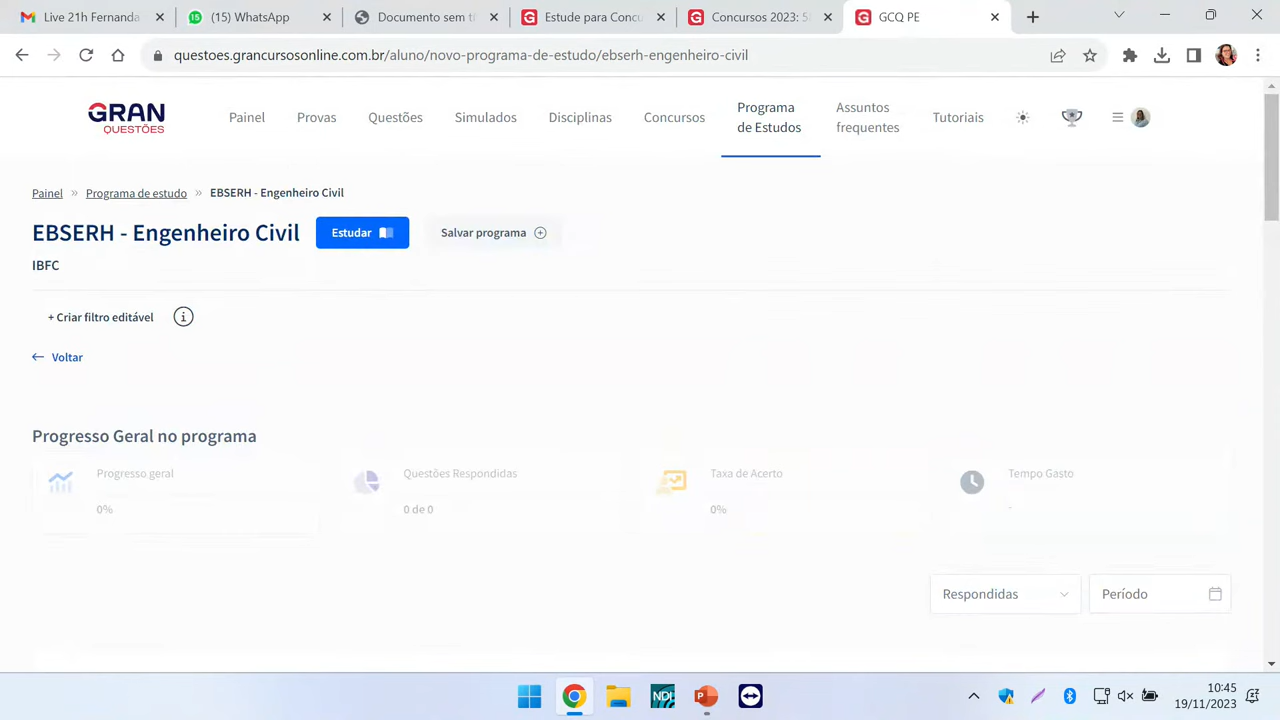 Live 21h Fernanda
(15) WhatsApp
Documento sem tí
Estude para Concu
Concursos 2023: 5
GCQ PE
questoes.grancursosonline.com.br/aluno/novo-programa-de-estudo/ebserh-engenheiro-civil
GRAN
QUESTÕES
Painel
Provas
Questões
Simulados
Disciplinas
Concursos
Programa
de Estudos
Assuntos
frequentes
Tutoriais
Painel » Programa de estudo » EBSERH - Engenheiro Civil
EBSERH - Engenheiro Civil
Estudar
Salvar programa
IBFC
+ Criar filtro editável
Voltar
Progresso Geral no programa
Progresso geral
0%
Questões Respondidas
0 de 0
Taxa de Acerto
0%
Tempo Gasto
-
Respondidas
Período
NDI
10:45
19/11/2023